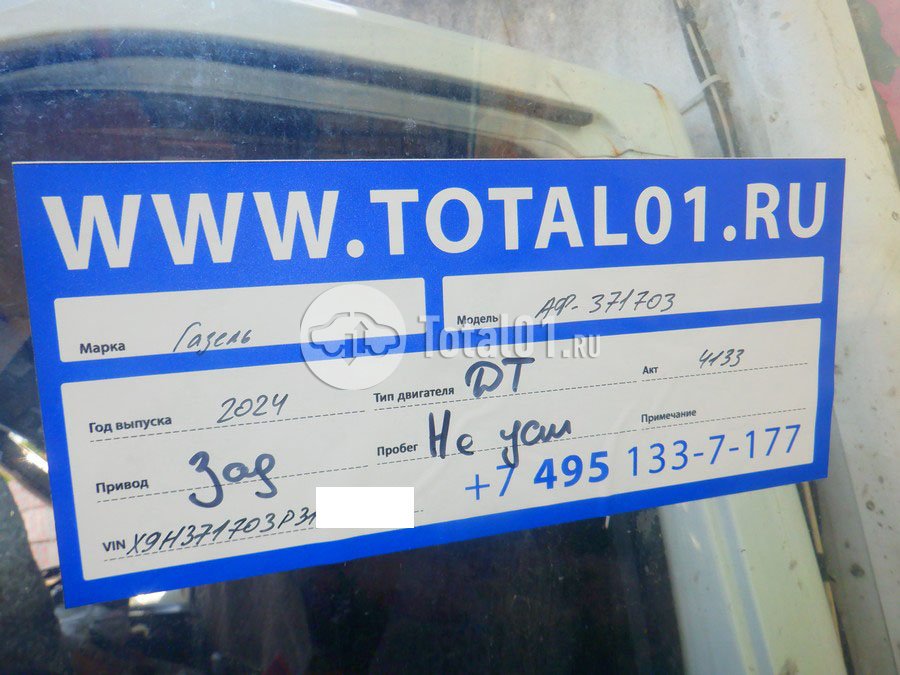 WWW.TOTAL01.RU
Марка Газель Модель АФ-371703
Total01.RU
Год выпуска 2024 Тип двигателя ДТ Акт 4133
Привод Зад Пробег Не уст Примечание
+7 495 133-7-177
VIN X9H371703P31